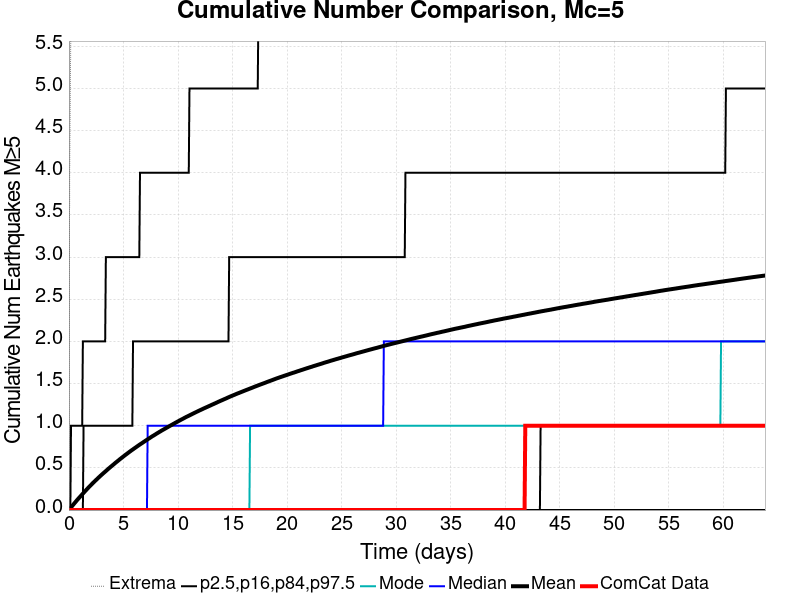 Cumulative Number Comparison, Mc=5
Cumulative Num Earthquakes M≥5
5.5
5.0
4.5
4.0
3.5
3.0
2.5
2.0
1.5
1.0
0.5
0.0
0 5 10 15 20 25 30 35 40 45 50 55 60
Time (days)
Extrema p2.5,p16,p84,p97.5 Mode Median Mean ComCat Data